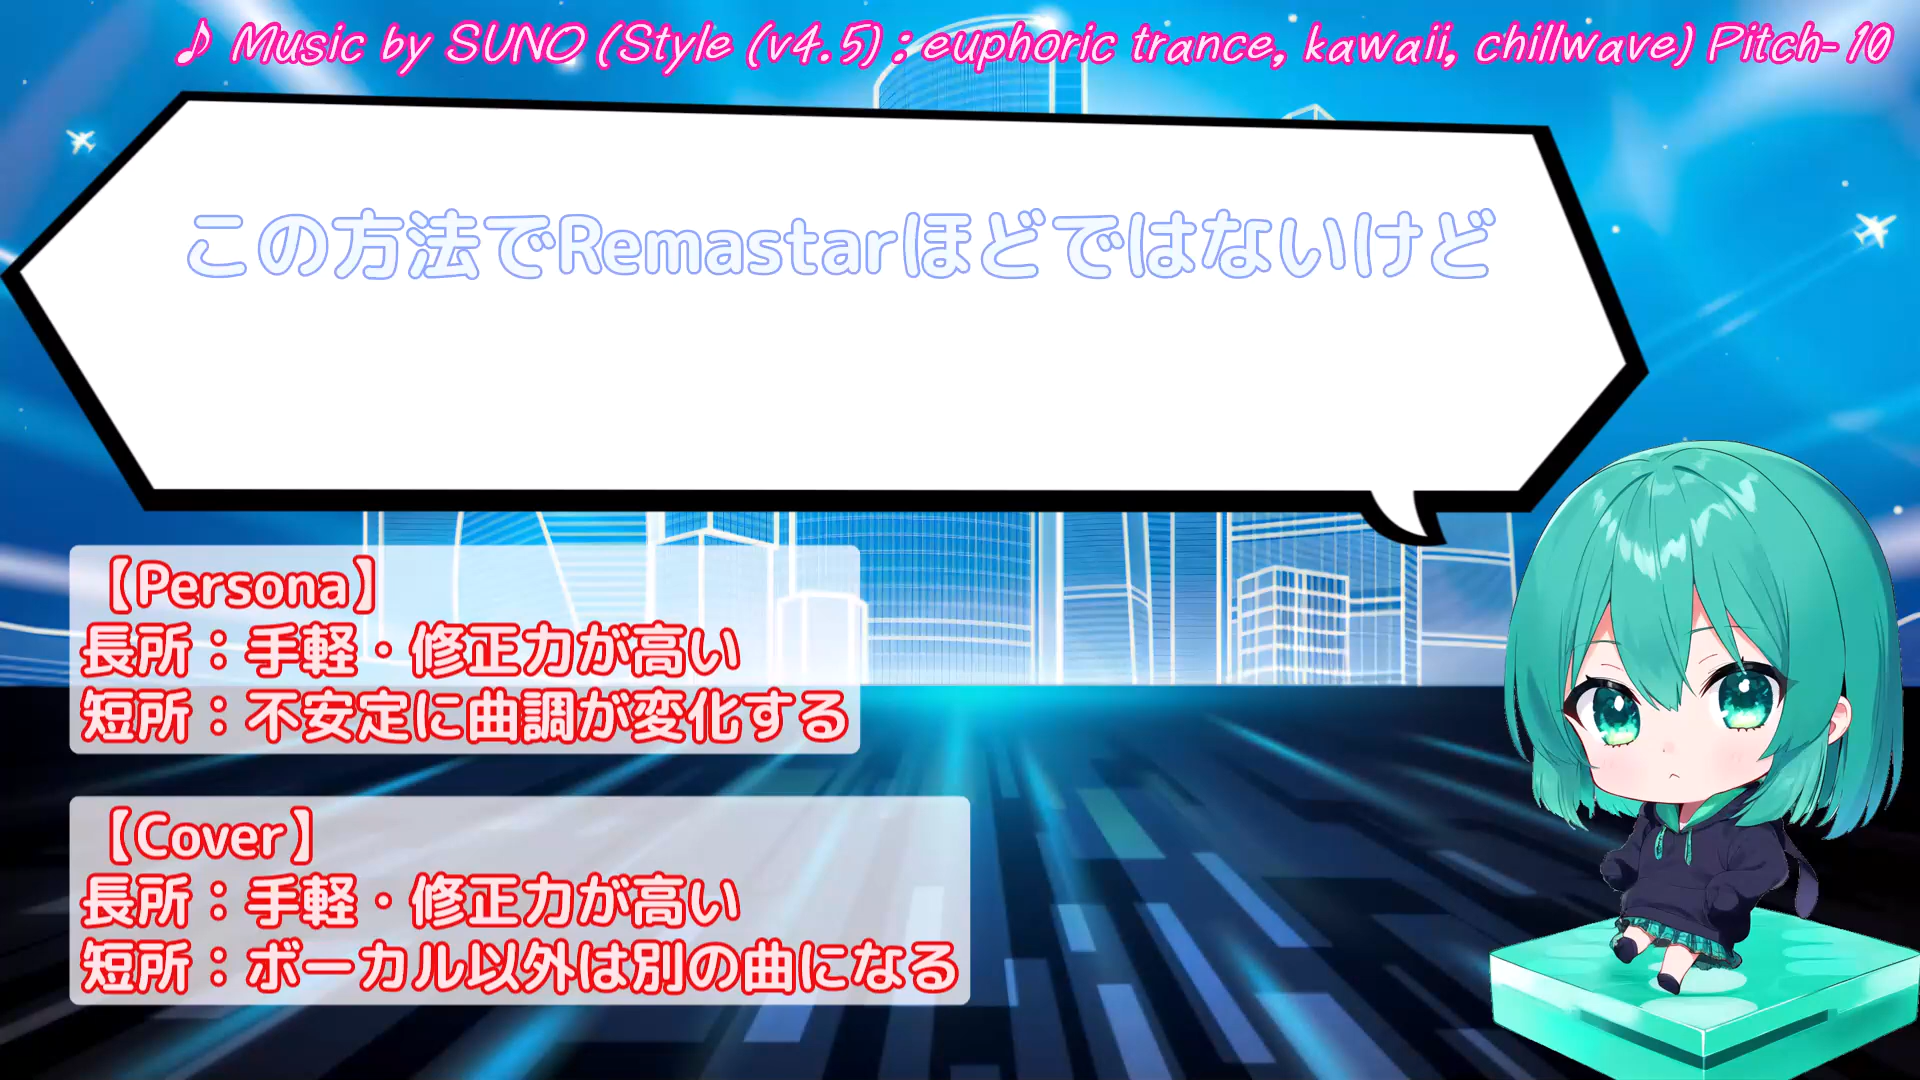 ♪ Music by SUNO (Style (v4.5) : euphoric trance, kawaii, chillwave) Pitch-10
この方法でRemastarほどではないけど
【Persona】
長所：手軽・修正力が高い
短所：不安定に曲調が変化する
【Cover】
長所：手軽・修正力が高い
短所：ボーカル以外は別の曲になる